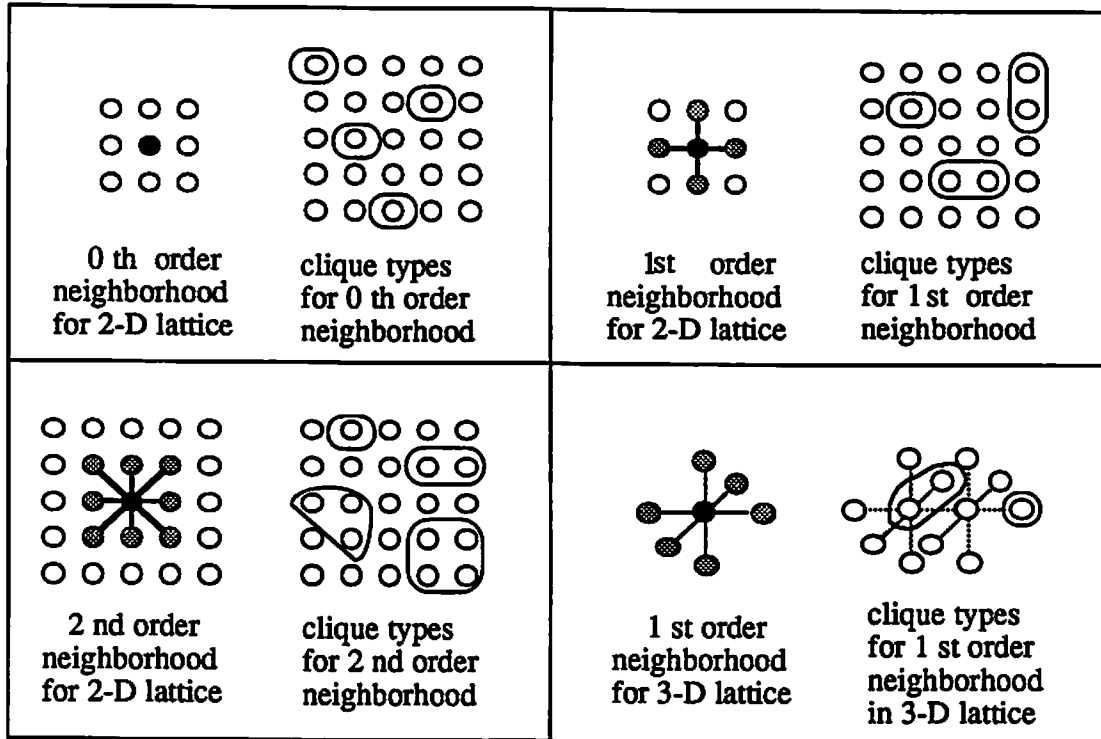 0 th order
neighborhood
for 2-D lattice
clique types
for 0 th order
neighborhood
1st order
neighborhood
for 2-D lattice
clique types
for 1 st order
neighborhood
2 nd order
neighborhood
for 2-D lattice
clique types
for 2 nd order
neighborhood
1 st order
neighborhood
for 3-D lattice
clique types
for 1 st order
neighborhood
in 3-D lattice